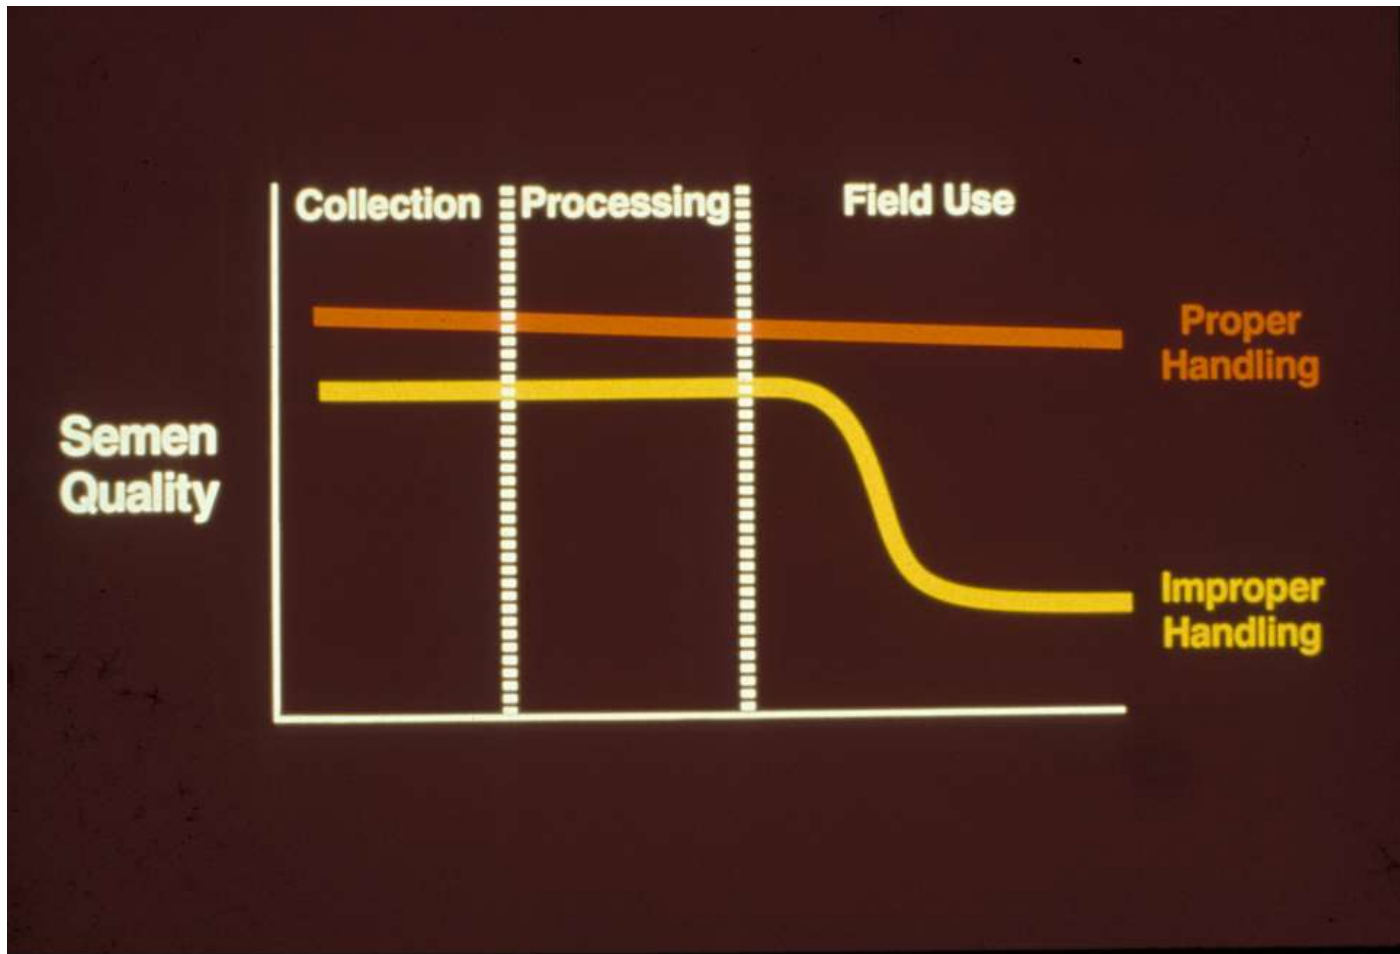 Collection Processing Field Use
Proper
Handling
Semen
Quality
Improper
Handling